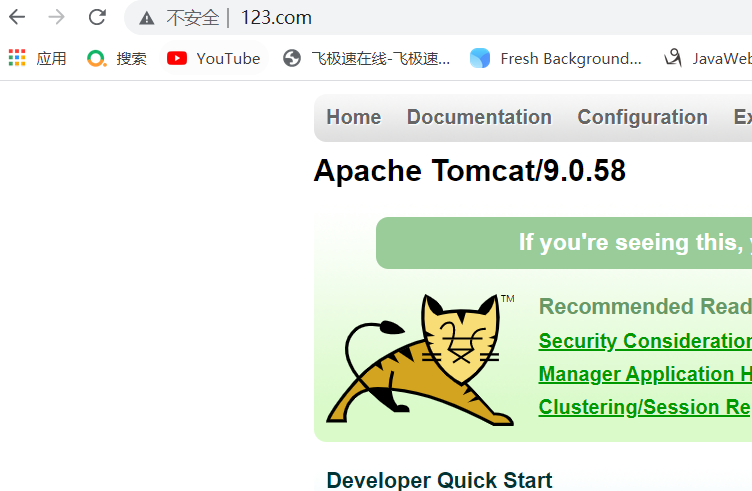 不安全 | 123.com
应用 搜索 YouTube 飞极速在线-飞极速... Fresh Background... JavaWeb
Home Documentation Configuration Ex
Apache Tomcat/9.0.58
If you're seeing this, y
TM
Recommended Read
Security Consideration
Manager Application H
Clustering/Session Re
Developer Quick Start